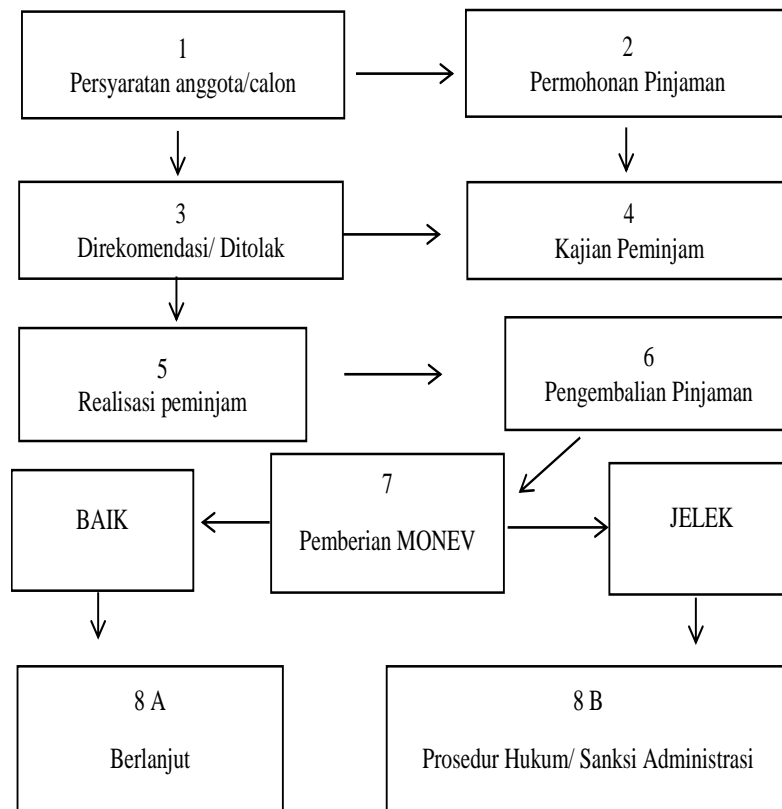 1
Persyaratan anggota/calon
2
Permohonan Pinjaman
3
Direkomendasi/ Ditolak
4
Kajian Peminjam
5
Realisasi peminjam
6
Pengembalian Pinjaman
BAIK
7
Pemberian MONEV
JELEK
8 A
Berlanjut
8 B
Prosedur Hukum/ Sanksi Administrasi